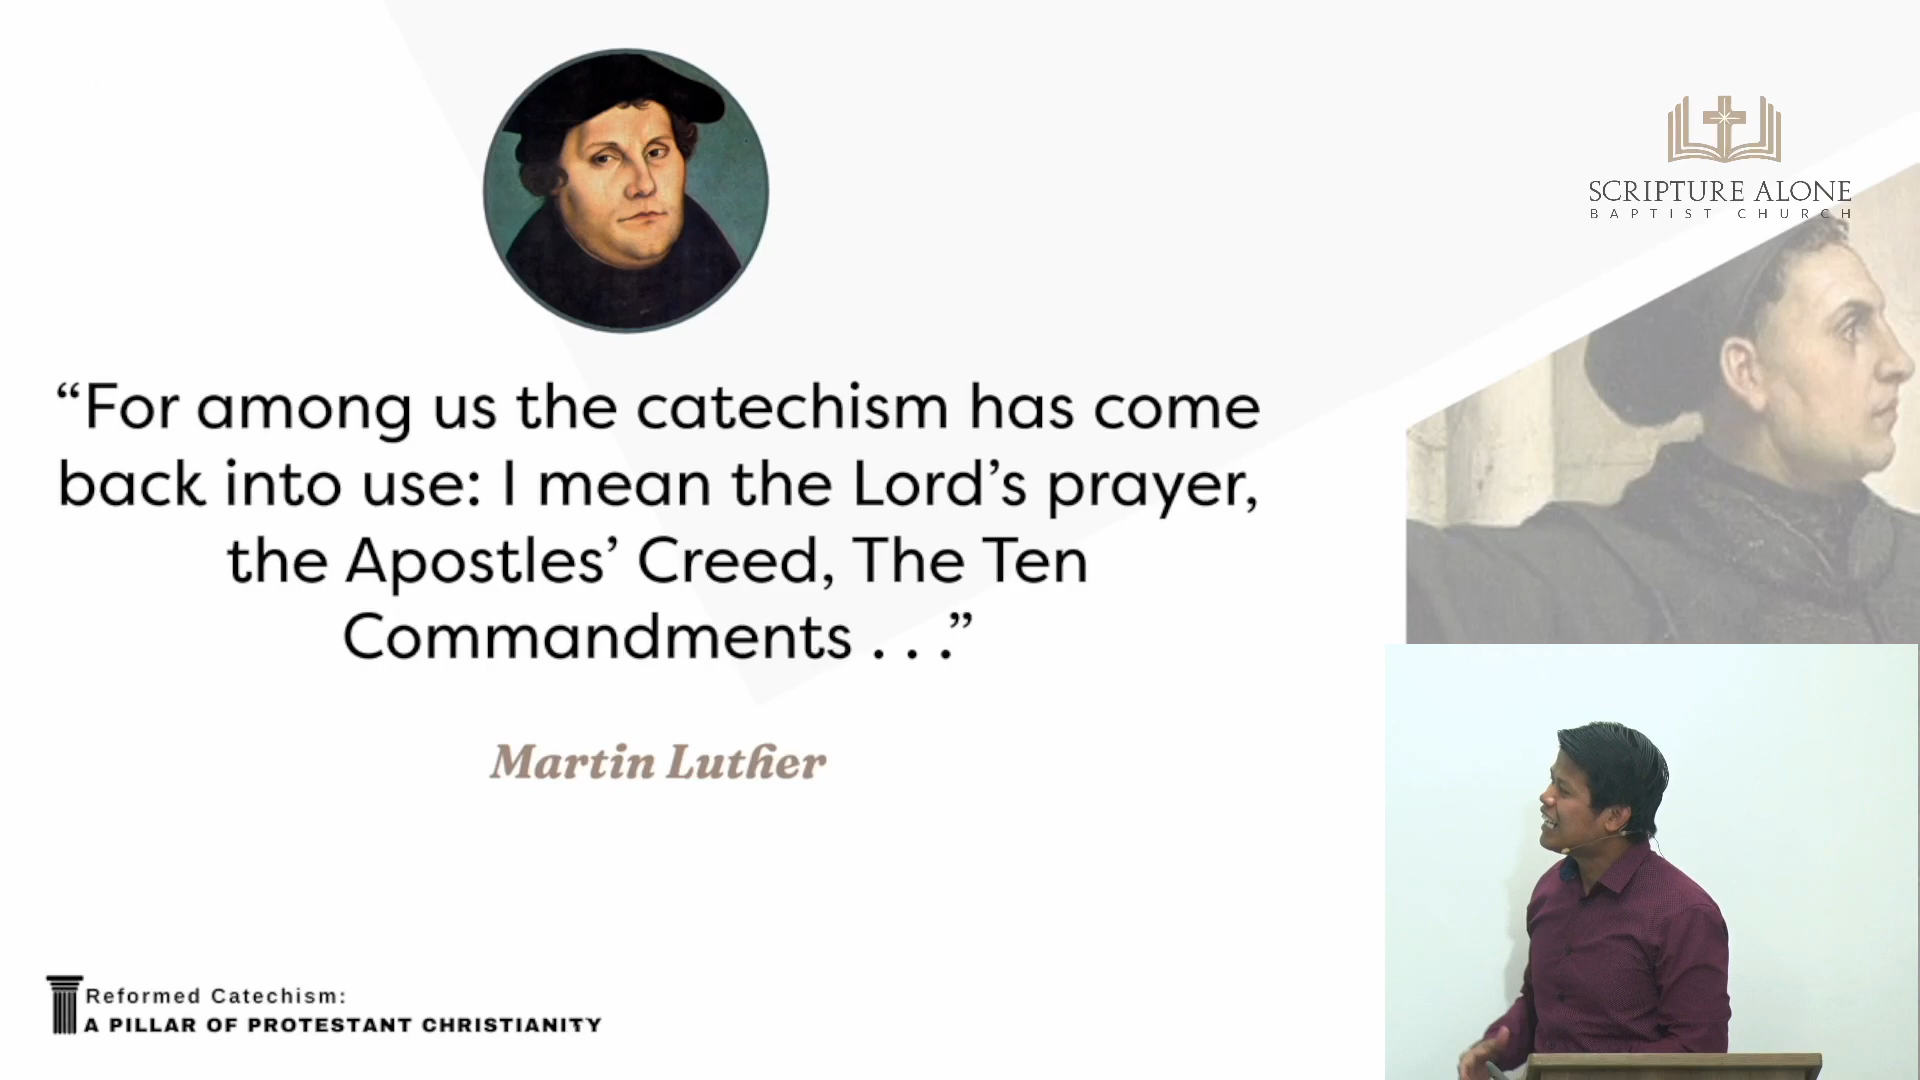 SCRIPTURE ALONE
BAPTIST CHURCH
“For among us the catechism has come
back into use: I mean the Lord’s prayer,
the Apostles’ Creed, The Ten
Commandments . . .”
Martin Luther
Reformed Catechism:
A PILLAR OF PROTESTANT CHRISTIANITY